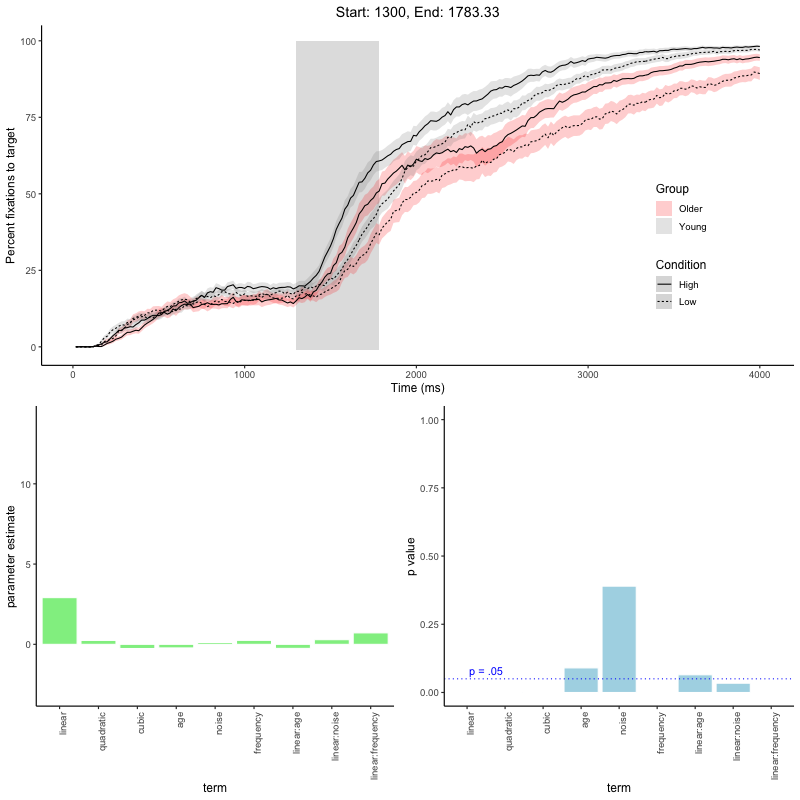 Start: 1300, End: 1783.33
Percent fixations to target
100
75
50
25
0
0
1000
2000
3000
4000
Time (ms)
Group
Older
Young
Condition
High
Low
parameter estimate
10
5
0
linear
quadratic
cubic
age
noise
frequency
linear:age
linear:noise
linear:frequency
term
p value
1.00
0.75
0.50
0.25
0.00
p = .05
linear
quadratic
cubic
age
noise
frequency
linear:age
linear:noise
linear:frequency
term